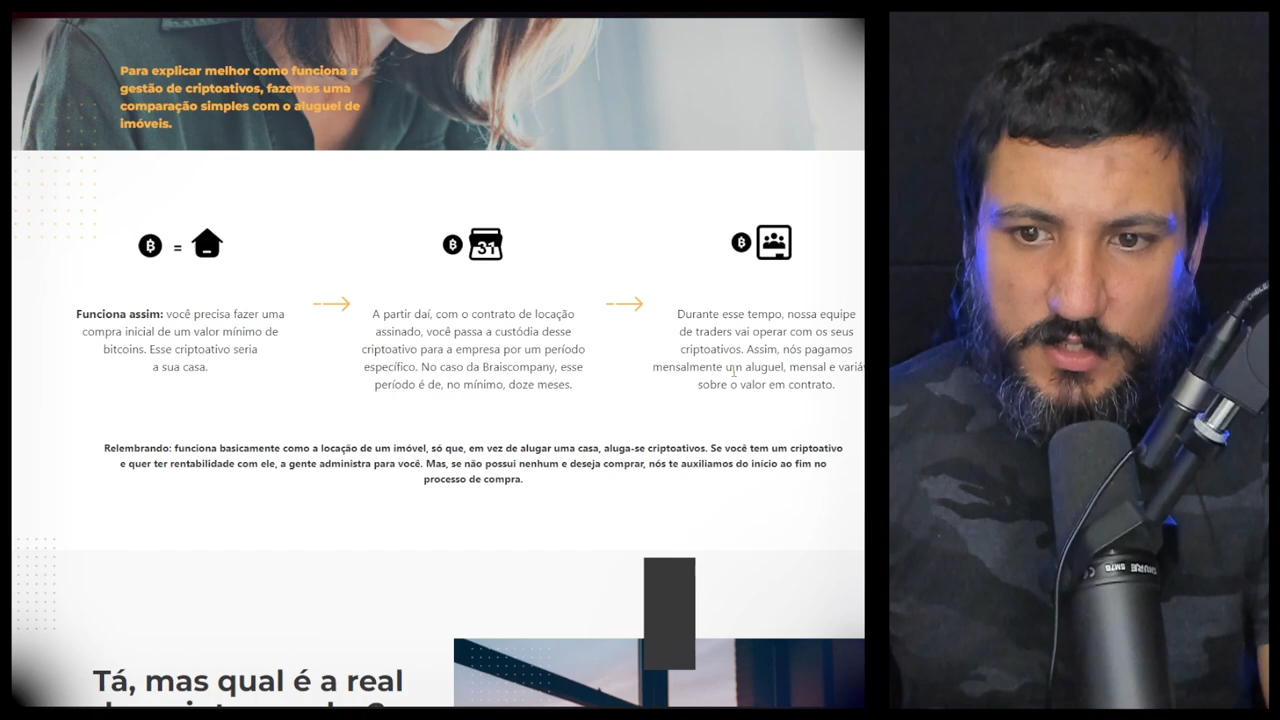 Para explicar melhor como funciona a
gestão de criptoativos, fazemos uma
comparação simples com o aluguel de
imóveis.
=
31
Funciona assim: você precisa fazer uma
compra inicial de um valor mínimo de
bitcoins. Esse criptoativo seria
a sua casa.
A partir daí, com o contrato de locação
assinado, você passa a custódia desse
criptoativo para a empresa por um período
específico. No caso da Braiscompany, esse
período é de, no mínimo, doze meses.
Durante esse tempo, nossa equipe
de traders vai operar com os seus
criptoativos. Assim, nós pagamos
mensalmente um aluguel, mensal e variáv
sobre o valor em contrato.
Relembrando: funciona basicamente como a locação de um imóvel, só que, em vez de alugar uma casa, aluga-se criptoativos. Se você tem um criptoativo
e quer ter rentabilidade com ele, a gente administra para você. Mas, se não possui nenhum e deseja comprar, nós te auxiliamos do início ao fim no
processo de compra.
Tá, mas qual é a real
SHURE SM7B